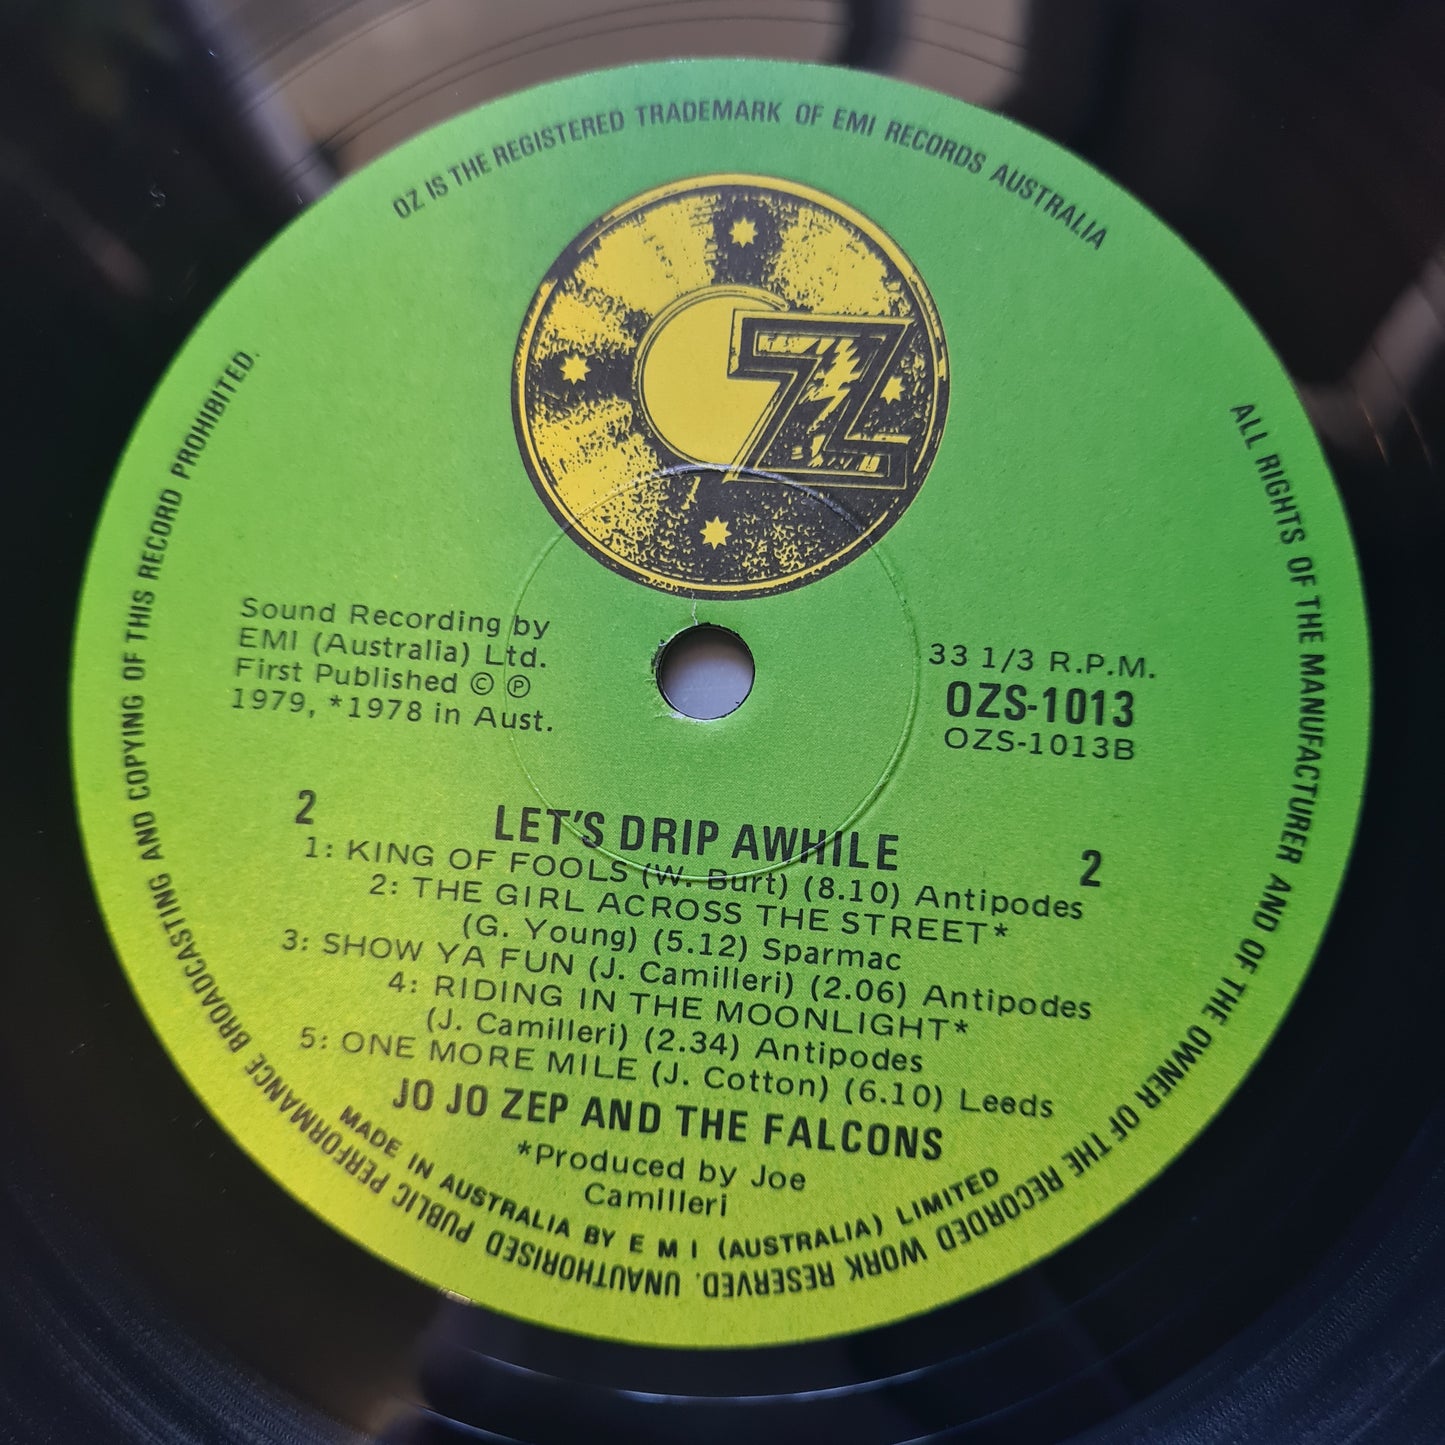 OZ IS THE REGISTERED TRADEMARK OF EMI RECORDS AUSTRALIA
ALL RIGHTS OF THE MANUFACTURER AND OF THE OWNER OF THE RECORDED WORK RESERVED. UNAUTHORISED PUBLIC PERFORMANCE BROADCASTING AND COPYING OF THIS RECORD PROHIBITED.
OZ
Sound Recording by
EMI (Australia) Ltd.
First Published © ℗
1979, *1978 in Aust.
33 1/3 R.P.M.
OZS-1013
OZS-1013B
2
2
LET'S DRIP AWHILE
1: KING OF FOOLS (W. Burt) (8.10) Antipodes
2: THE GIRL ACROSS THE STREET*
(G. Young) (5.12) Sparmac
3: SHOW YA FUN (J. Camilleri) (2.06) Antipodes
4: RIDING IN THE MOONLIGHT*
(J. Camilleri) (2.34) Antipodes
5: ONE MORE MILE (J. Cotton) (6.10) Leeds
JO JO ZEP AND THE FALCONS
*Produced by Joe
Camilleri
MADE IN AUSTRALIA BY E M I (AUSTRALIA) LIMITED